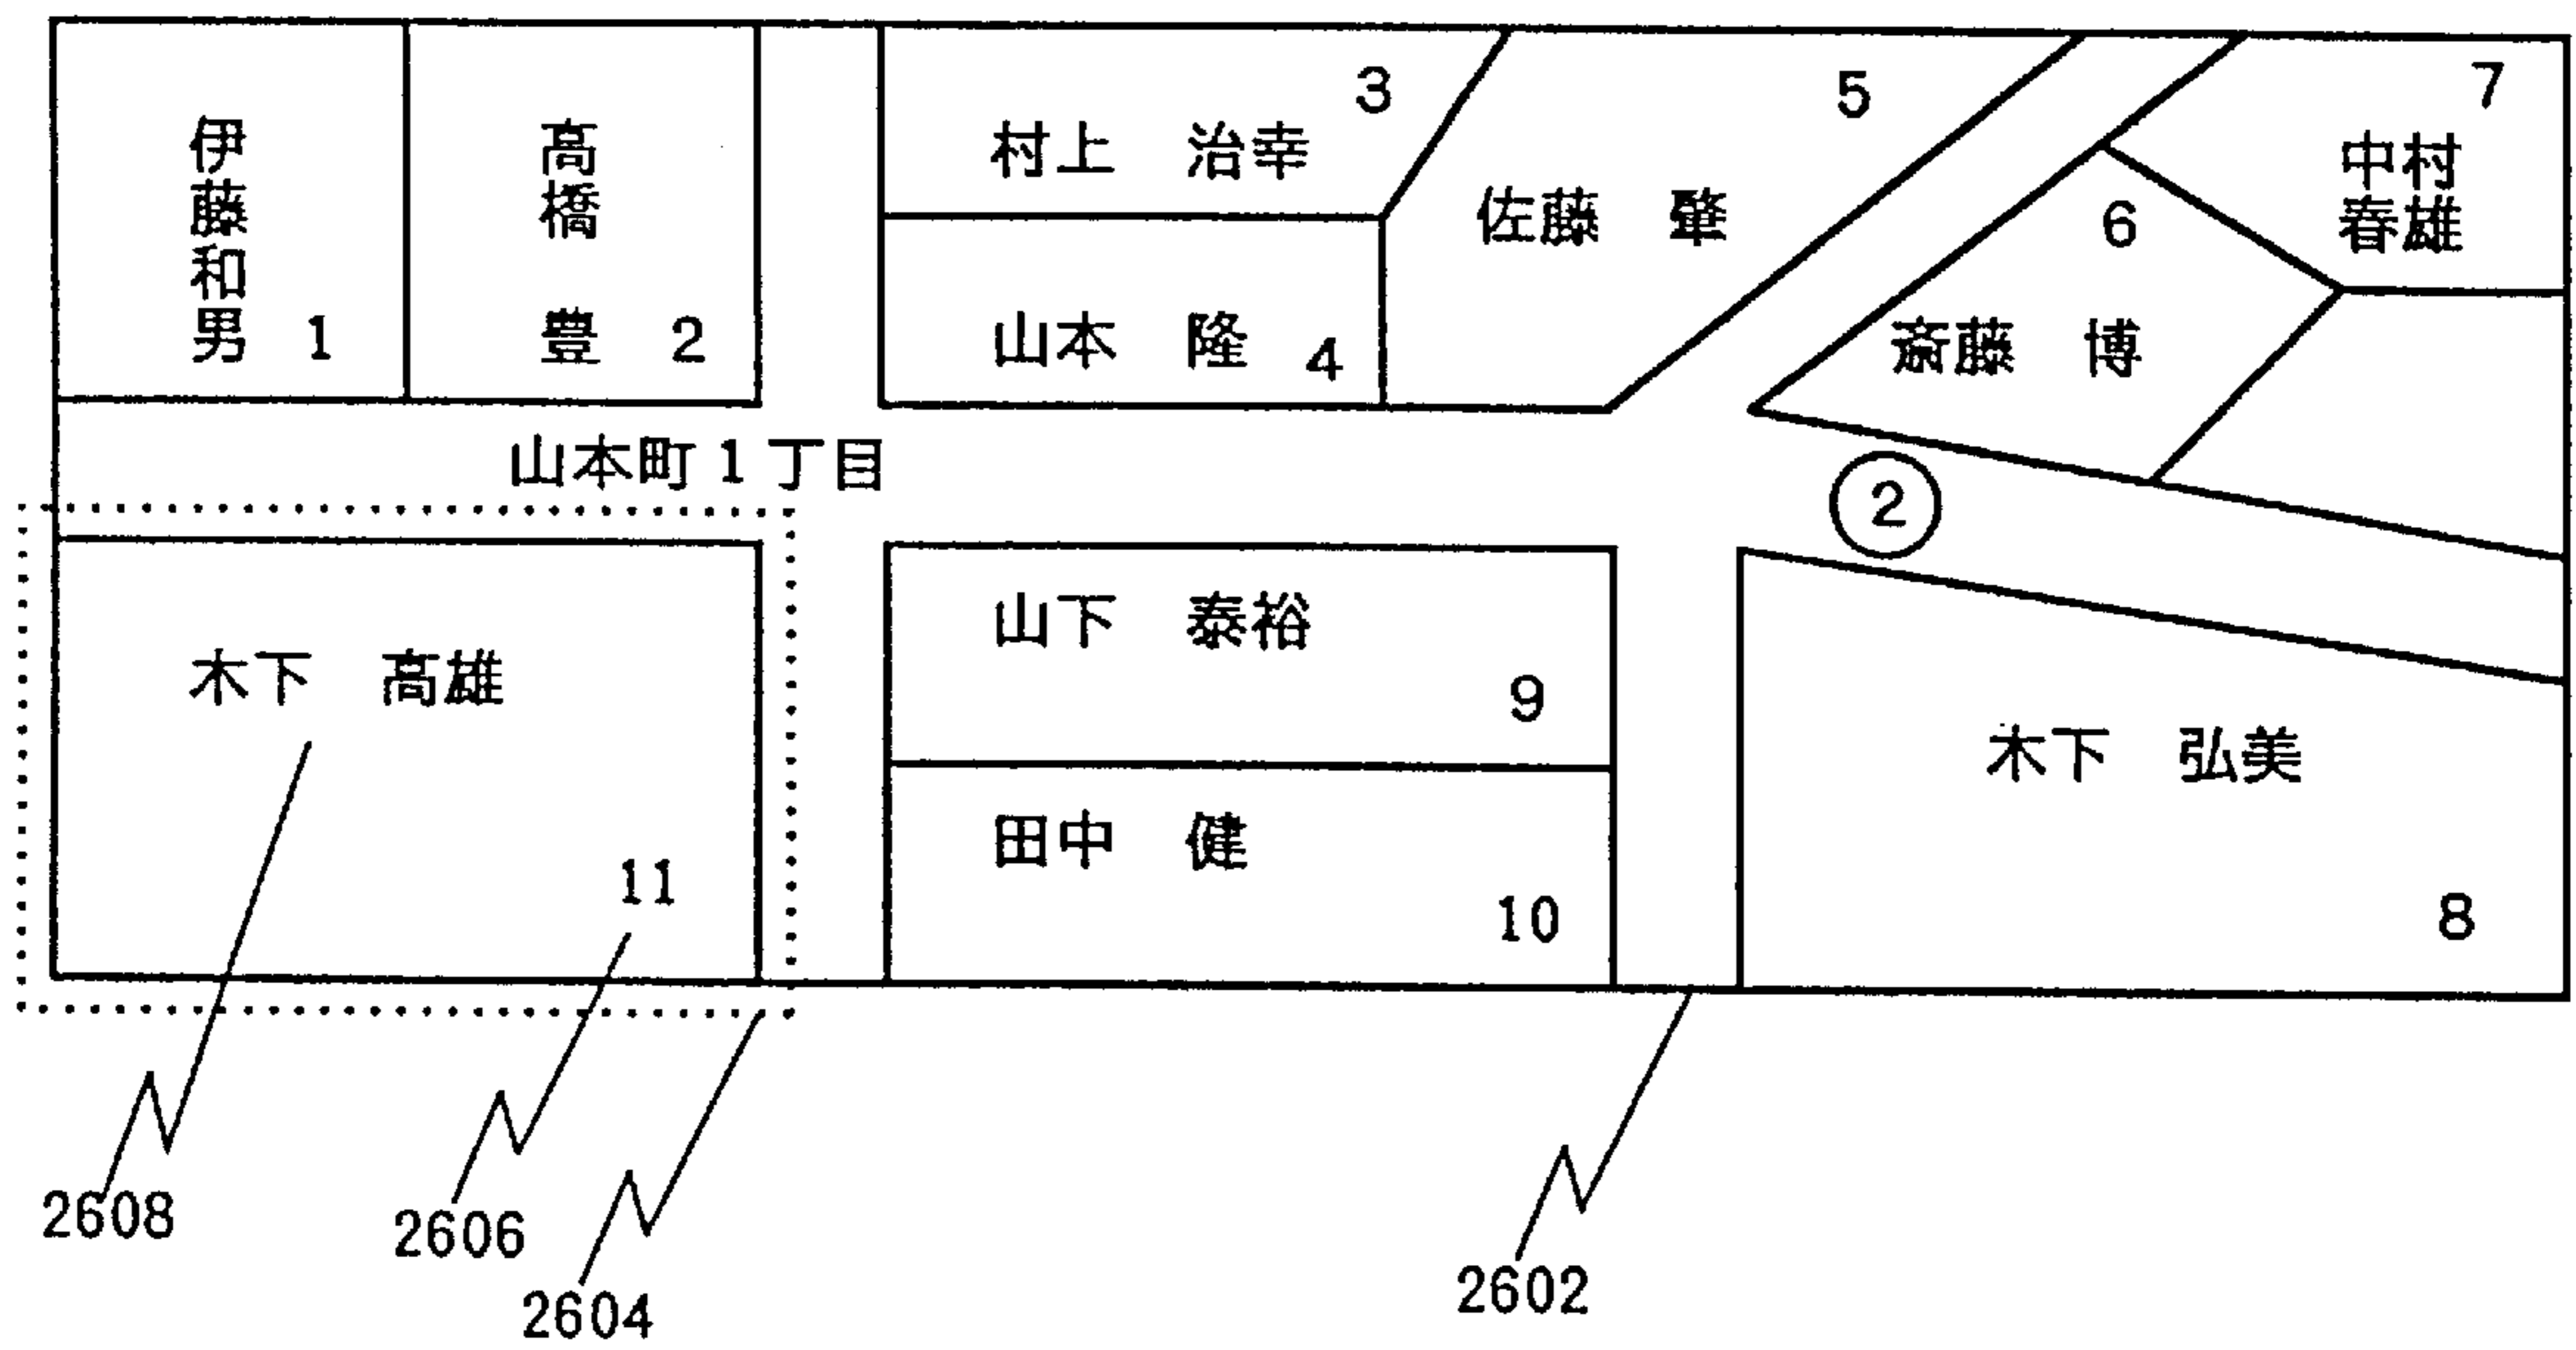 伊藤和男 1
高橋 豊 2
村上 治幸 3
山本 隆 4
佐藤 肇 5
斎藤 博 6
中村
春雄
7
山本町1丁目
②
木下 高雄
11
山下 泰裕
9
田中 健
10
木下 弘美
8
2608
2606
2604
2602